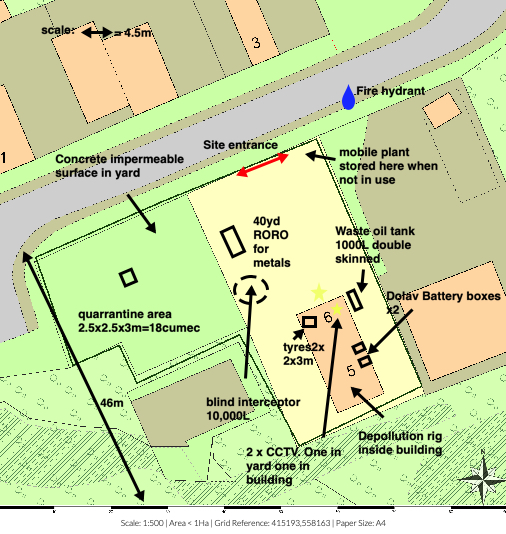 scale:
= 4.5m
3
Fire hydrant
1
Site entrance
Concrete impermeable
surface in yard
mobile plant
stored here when
not in use
40yd
RORO
for
metals
Waste oil tank
1000L double
skinned
Dolav Battery boxes
x2
quarrantine area
2.5x2.5x3m=18cumec
6
tyres2x
2x3m
5
46m
blind interceptor
10,000L
2 x CCTV. One in
yard one in
building
Depollution rig
inside building
Scale: 1:500 | Area < 1Ha | Grid Reference: 415193,558163 | Paper Size: A4